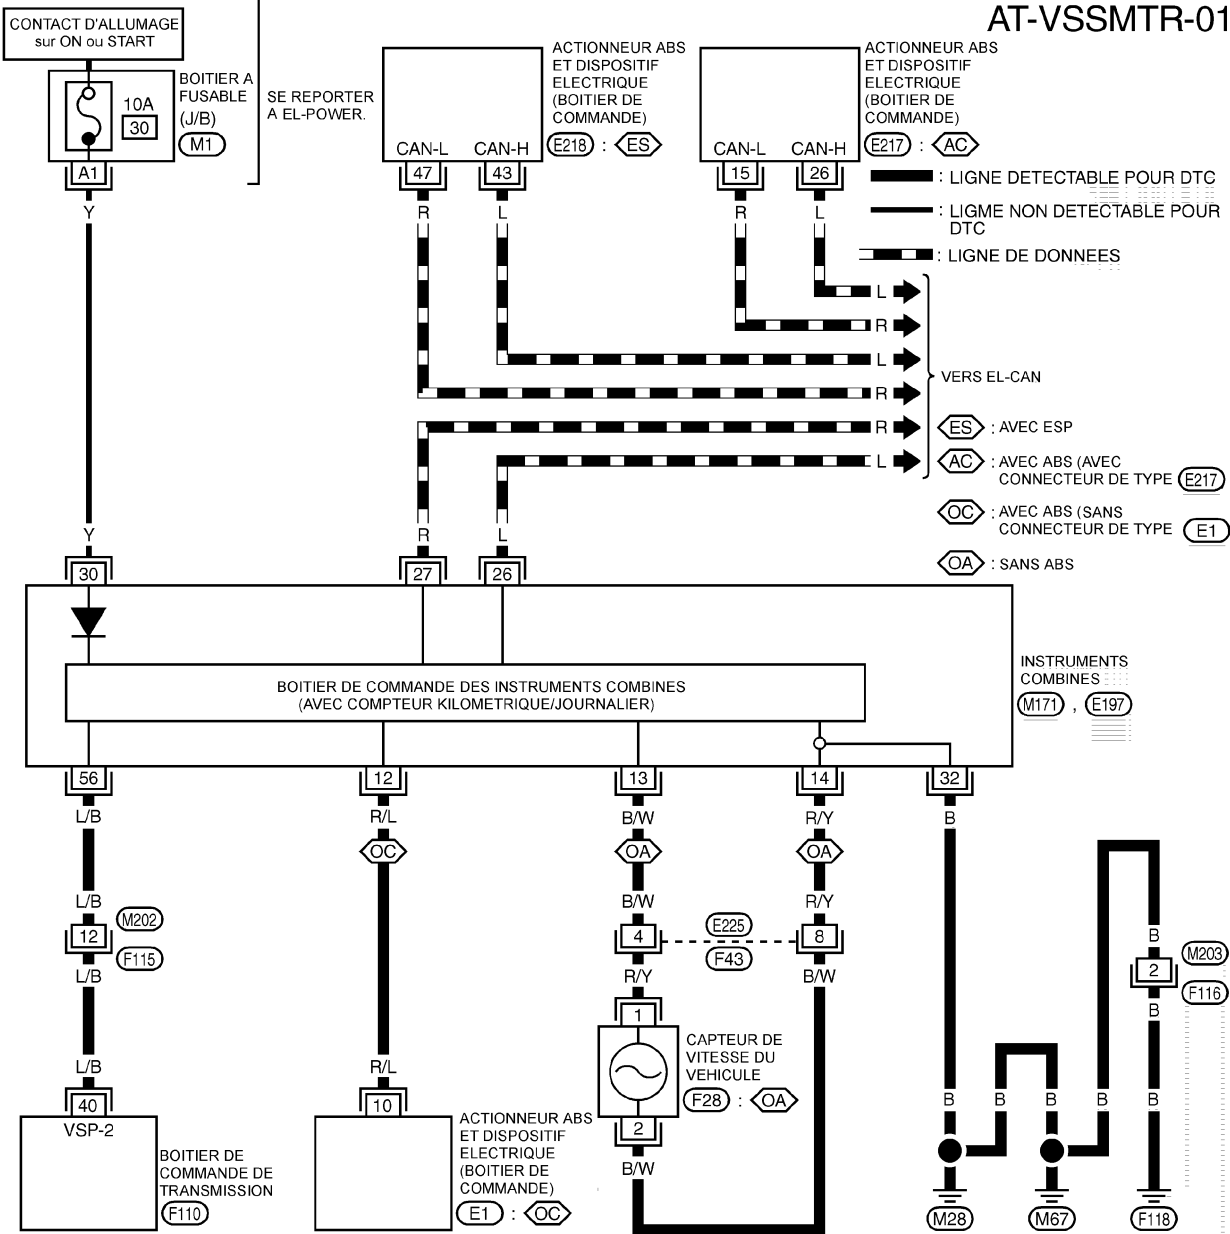 AT-VSSMTR-01
CONTACT D'ALLUMAGE
sur ON ou START
BOITIER A
FUSABLE
(J/B)
M1
10A
30
A1
SE REPORTER
A EL-POWER.
ACTIONNEUR ABS
ET DISPOSITIF
ELECTRIQUE
(BOITIER DE
COMMANDE)
E218 : ES
CAN-L CAN-H
47 43
ACTIONNEUR ABS
ET DISPOSITIF
ELECTRIQUE
(BOITIER DE
COMMANDE)
E217 : AC
CAN-L CAN-H
15 26
: LIGNE DETECTABLE POUR DTC
: LIGME NON DETECTABLE POUR
DTC
: LIGNE DE DONNEES
Y R L R L
L
R
L
R
R
L
VERS EL-CAN
ES : AVEC ESP
AC : AVEC ABS (AVEC
CONNECTEUR DE TYPE E217
OC : AVEC ABS (SANS
CONNECTEUR DE TYPE E1
OA : SANS ABS
Y R L
30 27 26
BOITIER DE COMMANDE DES INSTRUMENTS COMBINES
(AVEC COMPTEUR KILOMETRIQUE/JOURNALIER)
INSTRUMENTS
COMBINES
M171 , E197
56 12 13 14 32
L/B R/L B/W R/Y B
OC OA OA
L/B B/W R/Y
12 M202
F115
4 E225 8
F43
L/B R/Y B/W
B
2 M203
F116
B
1
CAPTEUR DE
VITESSE DU
VEHICULE
F28 : OA
2
B/W
L/B R/L
40 10
VSP-2
BOITIER DE
COMMANDE DE
TRANSMISSION
F110
ACTIONNEUR ABS
ET DISPOSITIF
ELECTRIQUE
(BOITIER DE
COMMANDE)
E1 : OC
B B B B B
M28 M67 F118